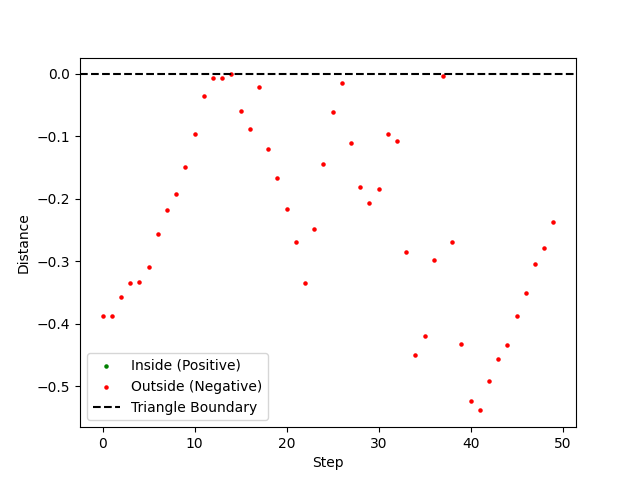 0.0
−0.1
−0.2
−0.3
−0.4
−0.5
Distance
Inside (Positive)
Outside (Negative)
Triangle Boundary
0
10
20
30
40
50
Step